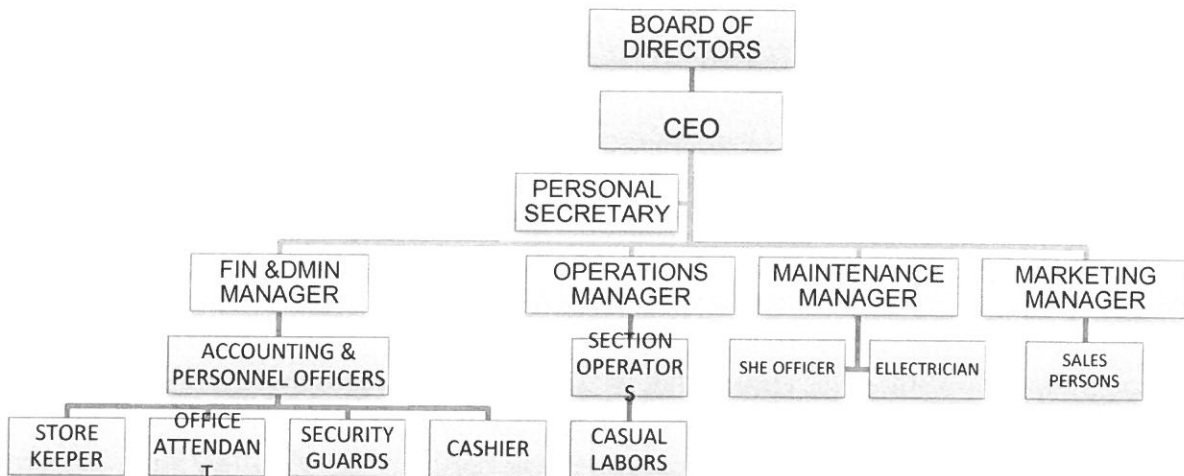 BOARD OF
DIRECTORS
CEO
PERSONAL
SECRETARY
FIN &DMIN
MANAGER
OPERATIONS
MANAGER
MAINTENANCE
MANAGER
MARKETING
MANAGER
ACCOUNTING &
PERSONNEL OFFICERS
SECTION
OPERATOR
S
SHE OFFICER
ELLECTRICIAN
SALES
PERSONS
STORE
KEEPER
OFFICE
ATTENDAN
T
SECURITY
GUARDS
CASHIER
CASUAL
LABORS